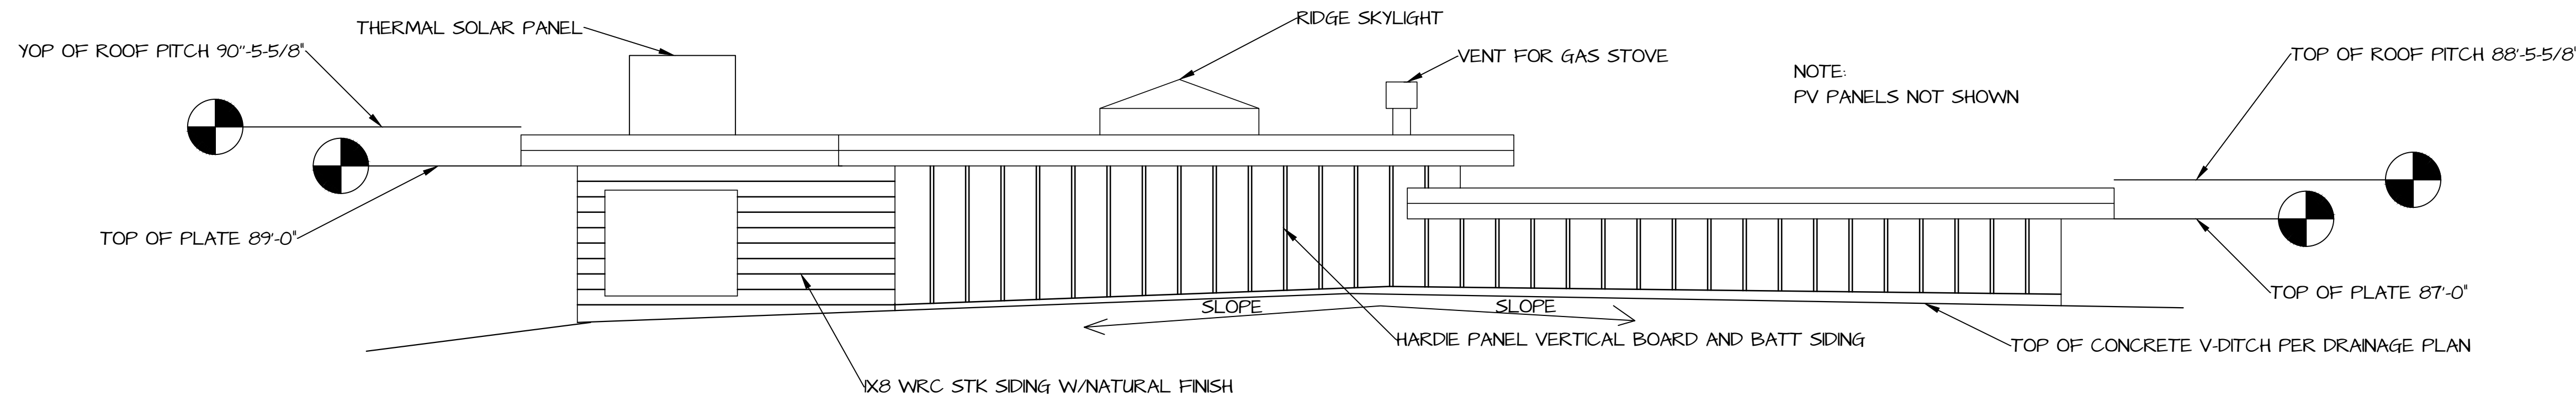 RIDGE SKYLIGHT
THERMAL SOLAR PANEL
YOP OF ROOF PITCH 90''-5-5/8"
VENT FOR GAS STOVE
TOP OF ROOF PITCH 88'-5-5/8"
NOTE:
PV PANELS NOT SHOWN
TOP OF PLATE 89'-0"
TOP OF PLATE 87'-0"
SLOPE
SLOPE
HARDIE PANEL VERTICAL BOARD AND BATT SIDING
TOP OF CONCRETE V-DITCH PER DRAINAGE PLAN
1X8 WRC STK SIDING W/NATURAL FINISH